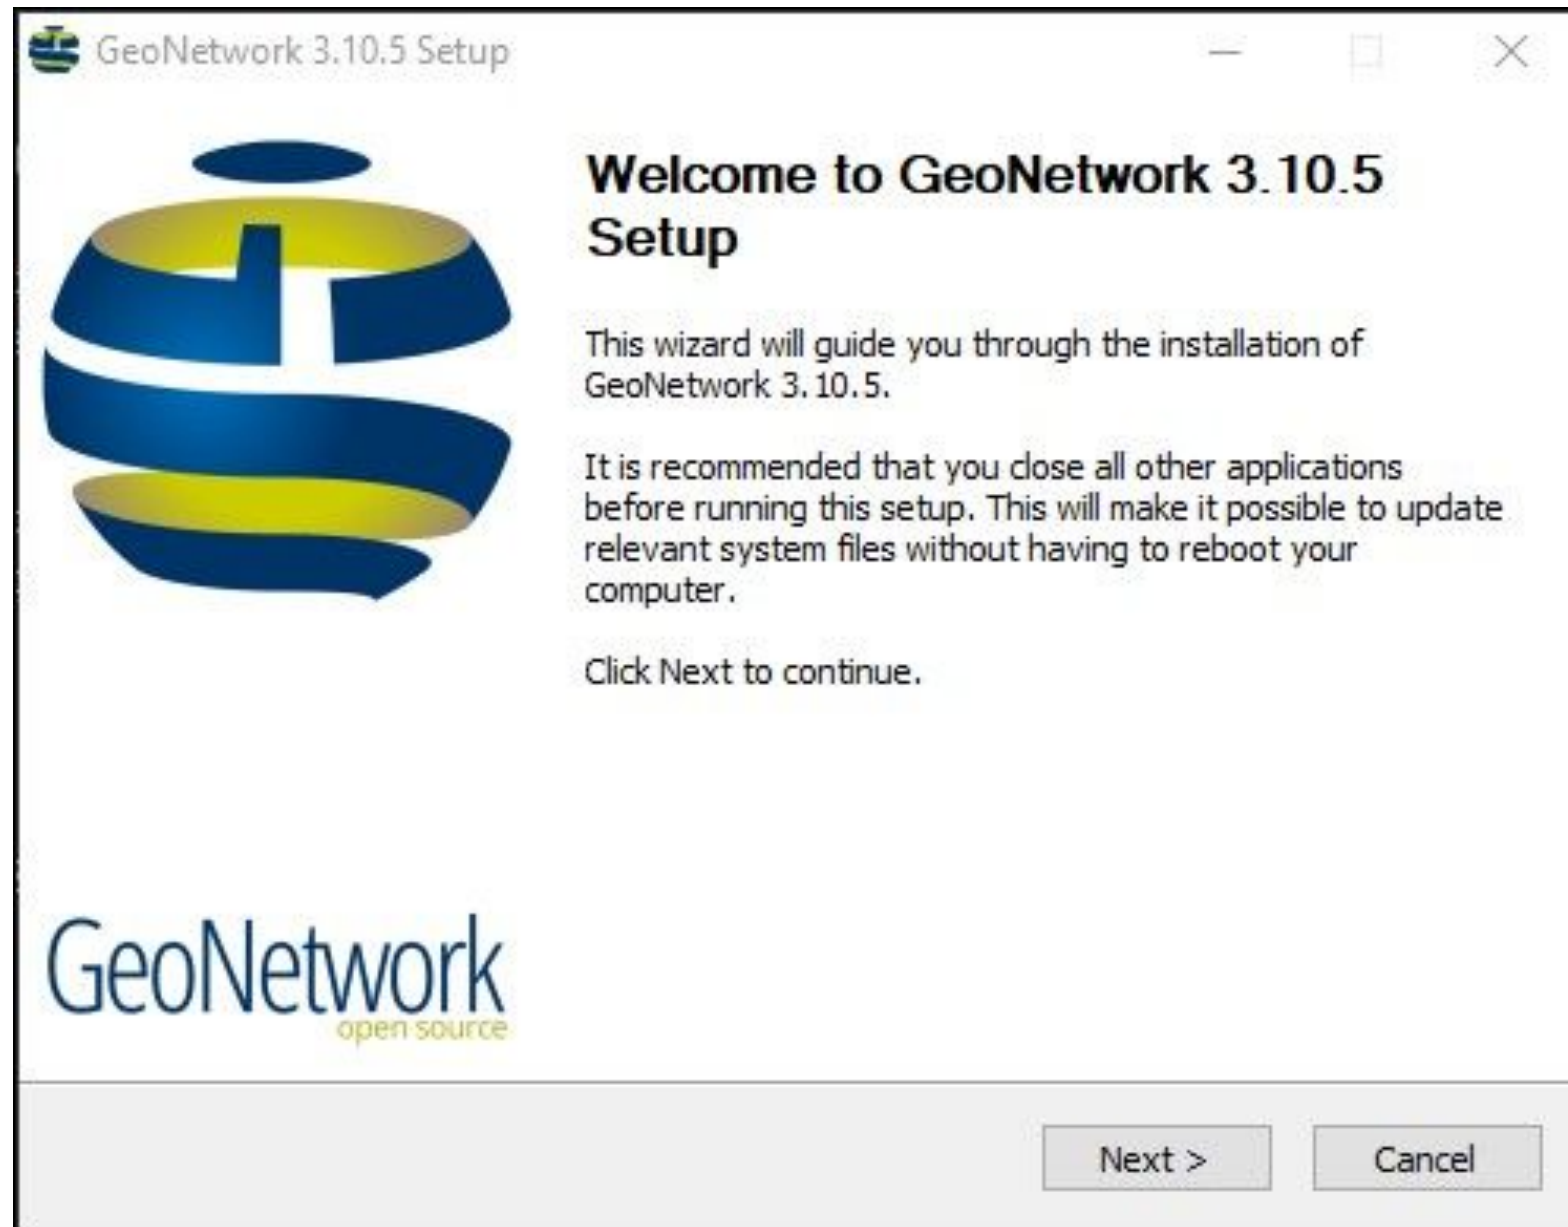 GeoNetwork 3.10.5 Setup
Welcome to GeoNetwork 3.10.5
Setup
This wizard will guide you through the installation of
GeoNetwork 3.10.5.
It is recommended that you close all other applications
before running this setup. This will make it possible to update
relevant system files without having to reboot your
computer.
Click Next to continue.
GeoNetwork
open source
Next >
Cancel